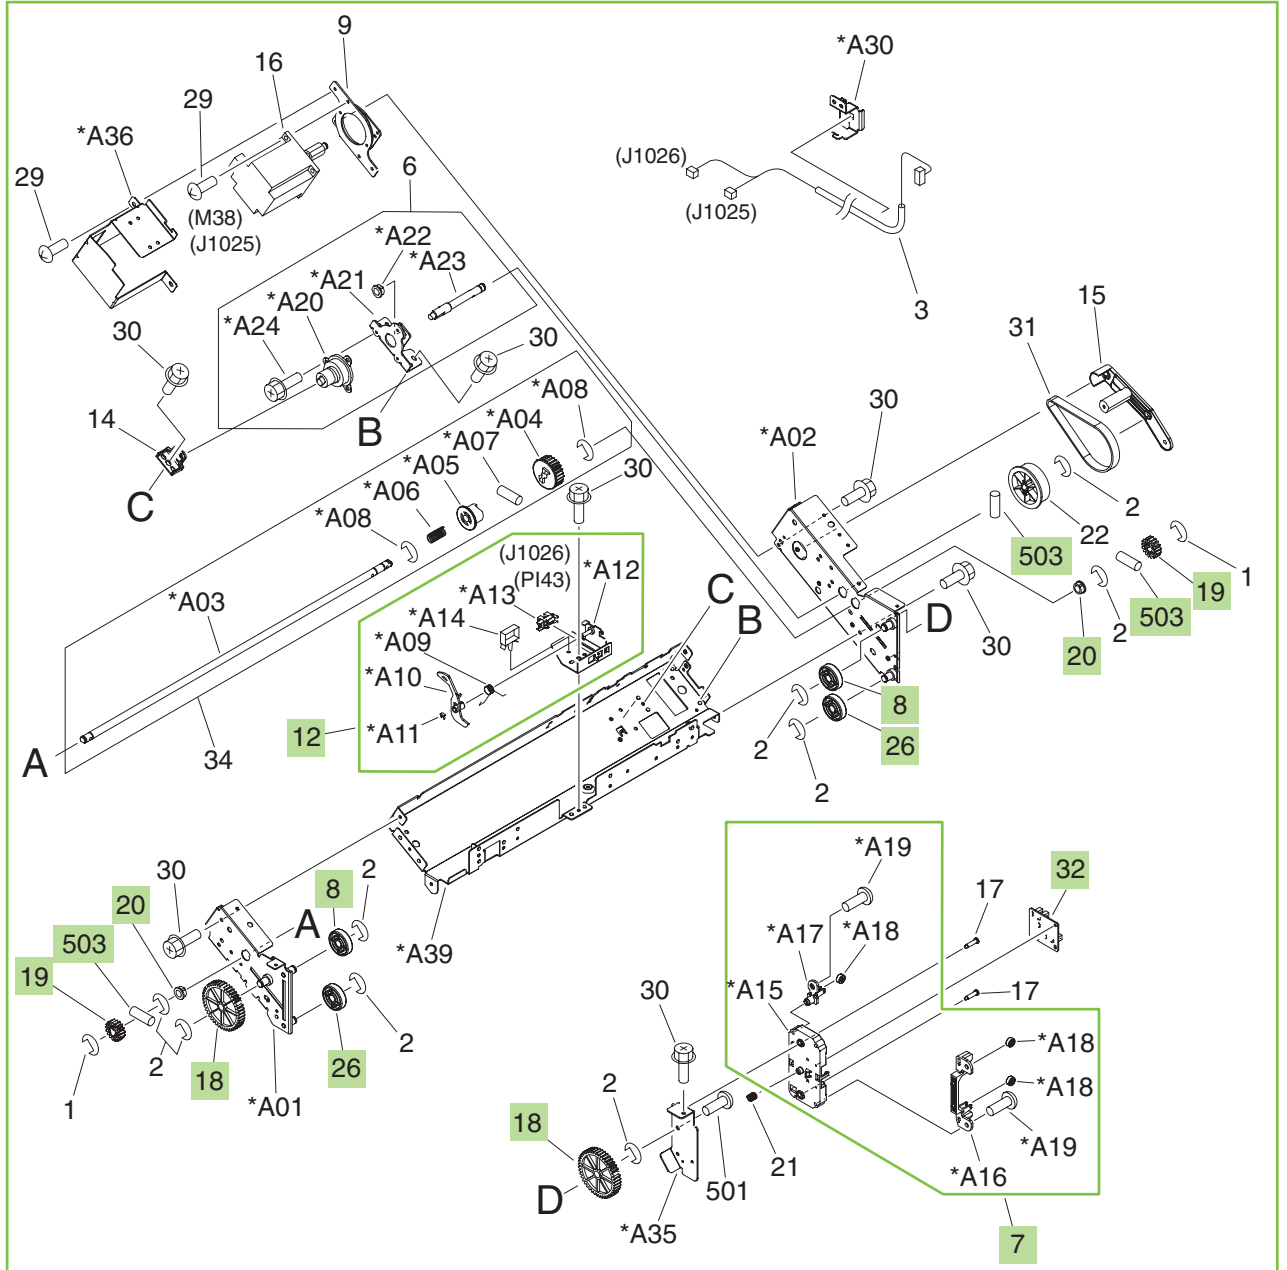 9
16
*A30
29
*A36
6
(J1026)
29
(M38)
(J1025)
(J1025)
*A22
*A23
*A21
3
*A20
15
30
*A24
31
30
*A08
30
14
B
*A04
*A02
*A07
C
*A05
30
*A06
2
*A08
22
503
(J1026)
(PI43)
1
*A12
19
*A13
C
*A03
*A14
B
D
2
503
30
*A09
20
*A10
8
12
*A11
2
26
A
34
2
*A19
30
2
32
8
17
20
A
*A17
*A18
503
*A39
19
*A15
30
17
2
2
*A18
26
18
*A18
1
*A01
2
18
21
*A19
501
*A16
D
*A35
7